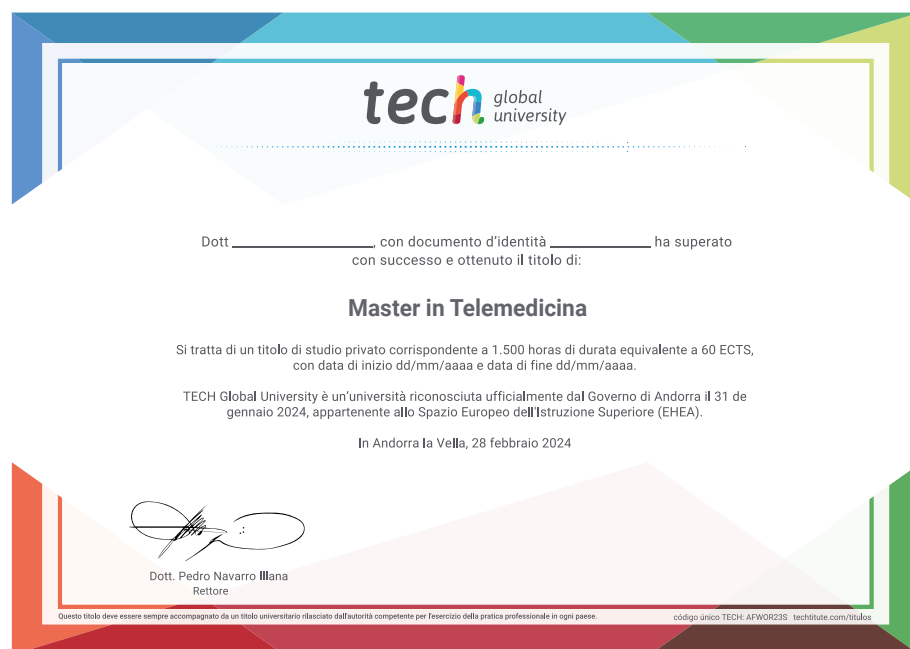 tech global
university
Dott ____________________, con documento d'identità ______________ ha superato
con successo e ottenuto il titolo di:
Master in Telemedicina
Si tratta di un titolo di studio privato corrispondente a 1.500 horas di durata equivalente a 60 ECTS,
con data di inizio dd/mm/aaaa e data di fine dd/mm/aaaa.
TECH Global University è un'università riconosciuta ufficialmente dal Governo di Andorra il 31 de
gennaio 2024, appartenente allo Spazio Europeo dell'Istruzione Superiore (EHEA).
In Andorra la Vella, 28 febbraio 2024
Dott. Pedro Navarro Illana
Rettore
Questo titolo deve essere sempre accompagnato da un titolo universitario rilasciato dall'autorità competente per l'esercizio della pratica professionale in ogni paese.
código único TECH: AFWOR23S techtitute.com/titulos